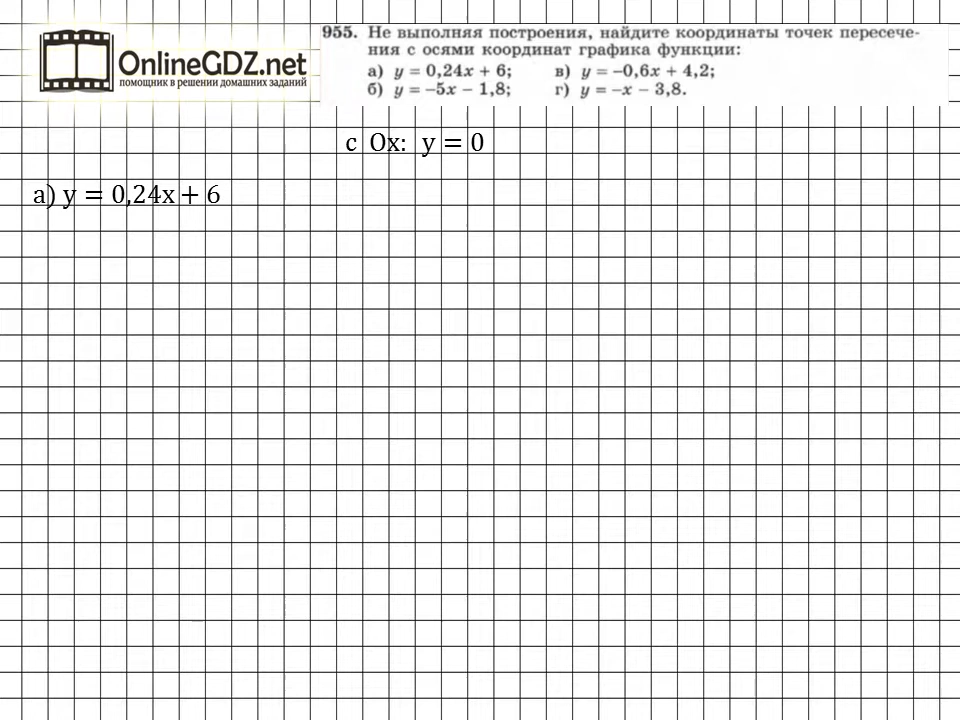 OnlineGDZ.net
помощник в решении домашних заданий
955. Не выполняя построения, найдите координаты точек пересече-
ния с осями координат графика функции:
а) y = 0,24x + 6; в) y = –0,6x + 4,2;
б) y = –5x – 1,8; г) y = –x – 3,8.
с Ox: y = 0
а) y = 0,24x + 6